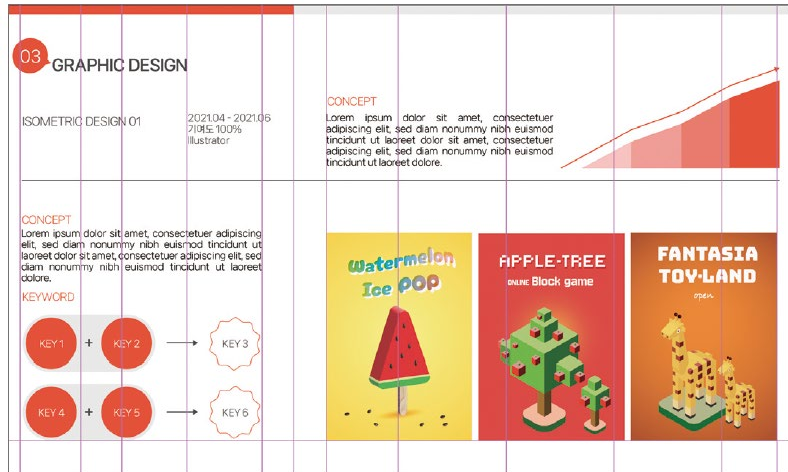 03
GRAPHIC DESIGN
ISOMETRIC DESIGN 01
2021.04 - 2021.06
기여도 100%
Illustrator
CONCEPT
Lorem ipsum dolor sit amet, consectetuer
adipiscing elit, sed diam nonummy nibh euismod
tincidunt ut laoreet dolor sit amet, consectetuer
adipiscing elit, sed diam nonummy nibh euismod
tincidunt ut laoreet dolore.
CONCEPT
Lorem ipsum dolor sit amet, consectetuer adipiscing
elit, sed diam nonummy nibh euismod tincidunt ut
laoreet dolor sit amet, consectetuer adipiscing elit, sed
diam nonummy nibh euismod tincidunt ut laoreet
dolore.
KEYWORD
KEY 1 + KEY 2 KEY 3
KEY 4 + KEY 5 KEY 6
Watermelon
Ice POP
APPLE-TREE
ONLINE Block game
FANTASIA
TOY-LAND
open